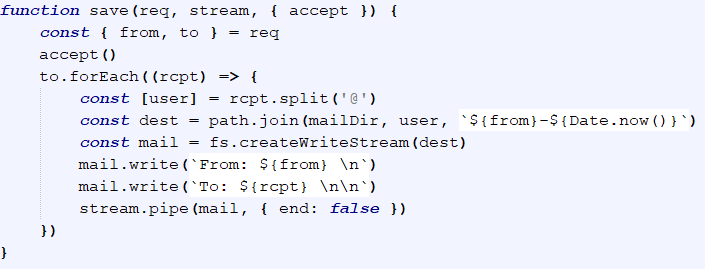 function save(req, stream, { accept }) {
    const { from, to } = req
    accept()
    to.forEach((rcpt) => {
        const [user] = rcpt.split('@')
        const dest = path.join(mailDir, user, `${from}-${Date.now()}`)
        const mail = fs.createWriteStream(dest)
        mail.write(`From: ${from} \n`)
        mail.write(`To: ${rcpt} \n\n`)
        stream.pipe(mail, { end: false })
    })
}